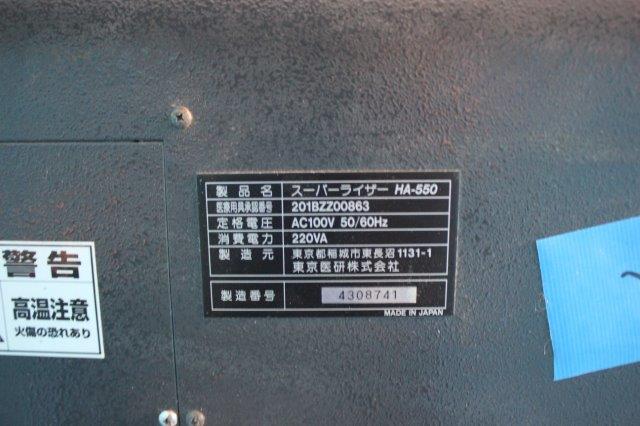 製品名 スーパーライザー HA-550
医療用具承認番号 201BZZ00863
定格電圧 AC100V 50/60Hz
消費電力 220VA
製造元 東京都稲城市東長沼1131-1
東京医研株式会社
製造番号 4308741
MADE IN JAPAN
警告
高温注意
火傷の恐れあり